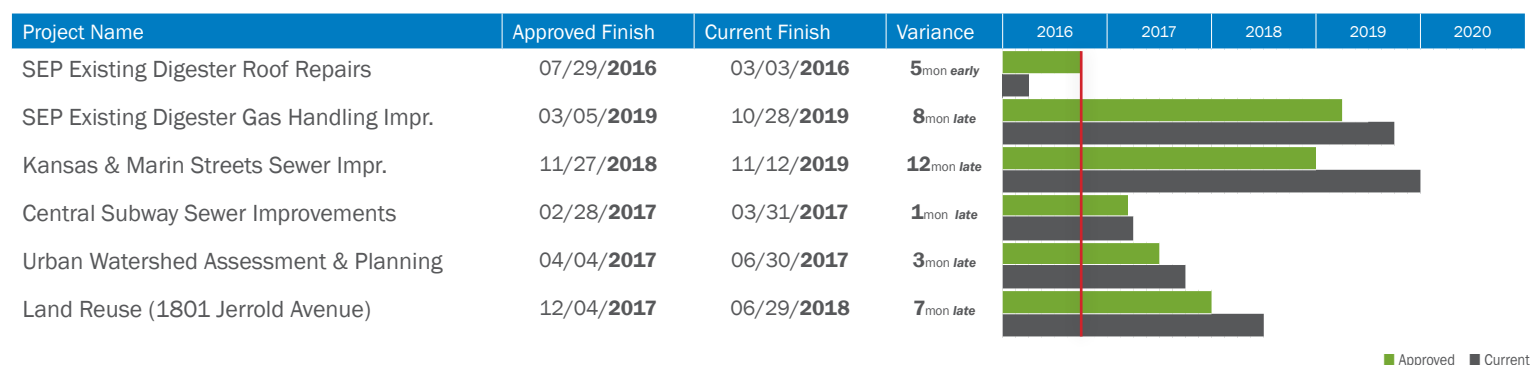 Project Name Approved Finish Current Finish Variance 2016 2017 2018 2019 2020
SEP Existing Digester Roof Repairs 07/29/2016 03/03/2016 5mon early
SEP Existing Digester Gas Handling Impr. 03/05/2019 10/28/2019 8mon late
Kansas & Marin Streets Sewer Impr. 11/27/2018 11/12/2019 12mon late
Central Subway Sewer Improvements 02/28/2017 03/31/2017 1mon late
Urban Watershed Assessment & Planning 04/04/2017 06/30/2017 3mon late
Land Reuse (1801 Jerrold Avenue) 12/04/2017 06/29/2018 7mon late
Approved Current